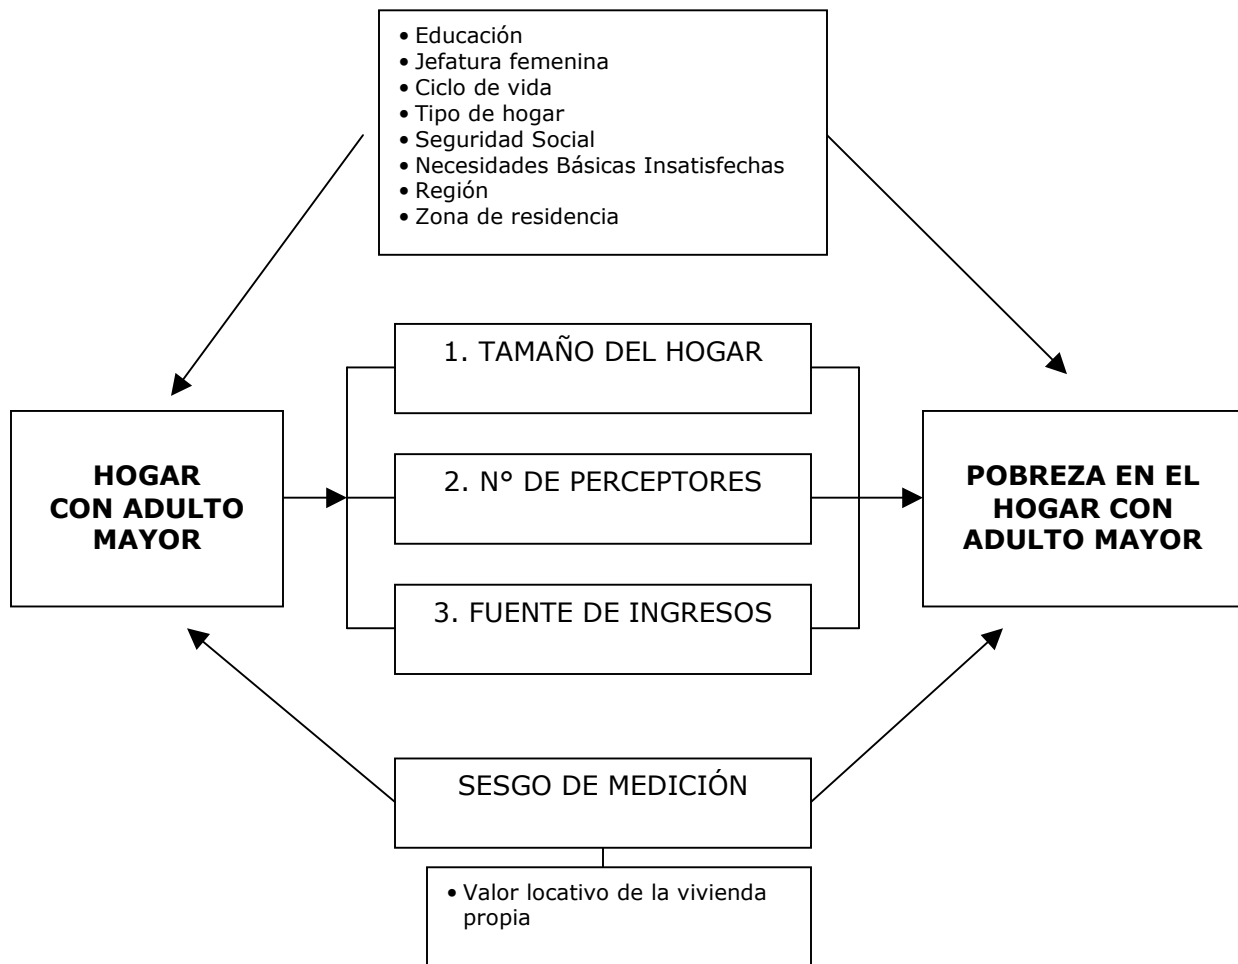 • Educación
• Jefatura femenina
• Ciclo de vida
• Tipo de hogar
• Seguridad Social
• Necesidades Básicas Insatisfechas
• Región
• Zona de residencia
1. TAMAÑO DEL HOGAR
HOGAR
CON ADULTO
MAYOR
2. N° DE PERCEPTORES
POBREZA EN EL
HOGAR CON
ADULTO MAYOR
3. FUENTE DE INGRESOS
SESGO DE MEDICIÓN
• Valor locativo de la vivienda
propia